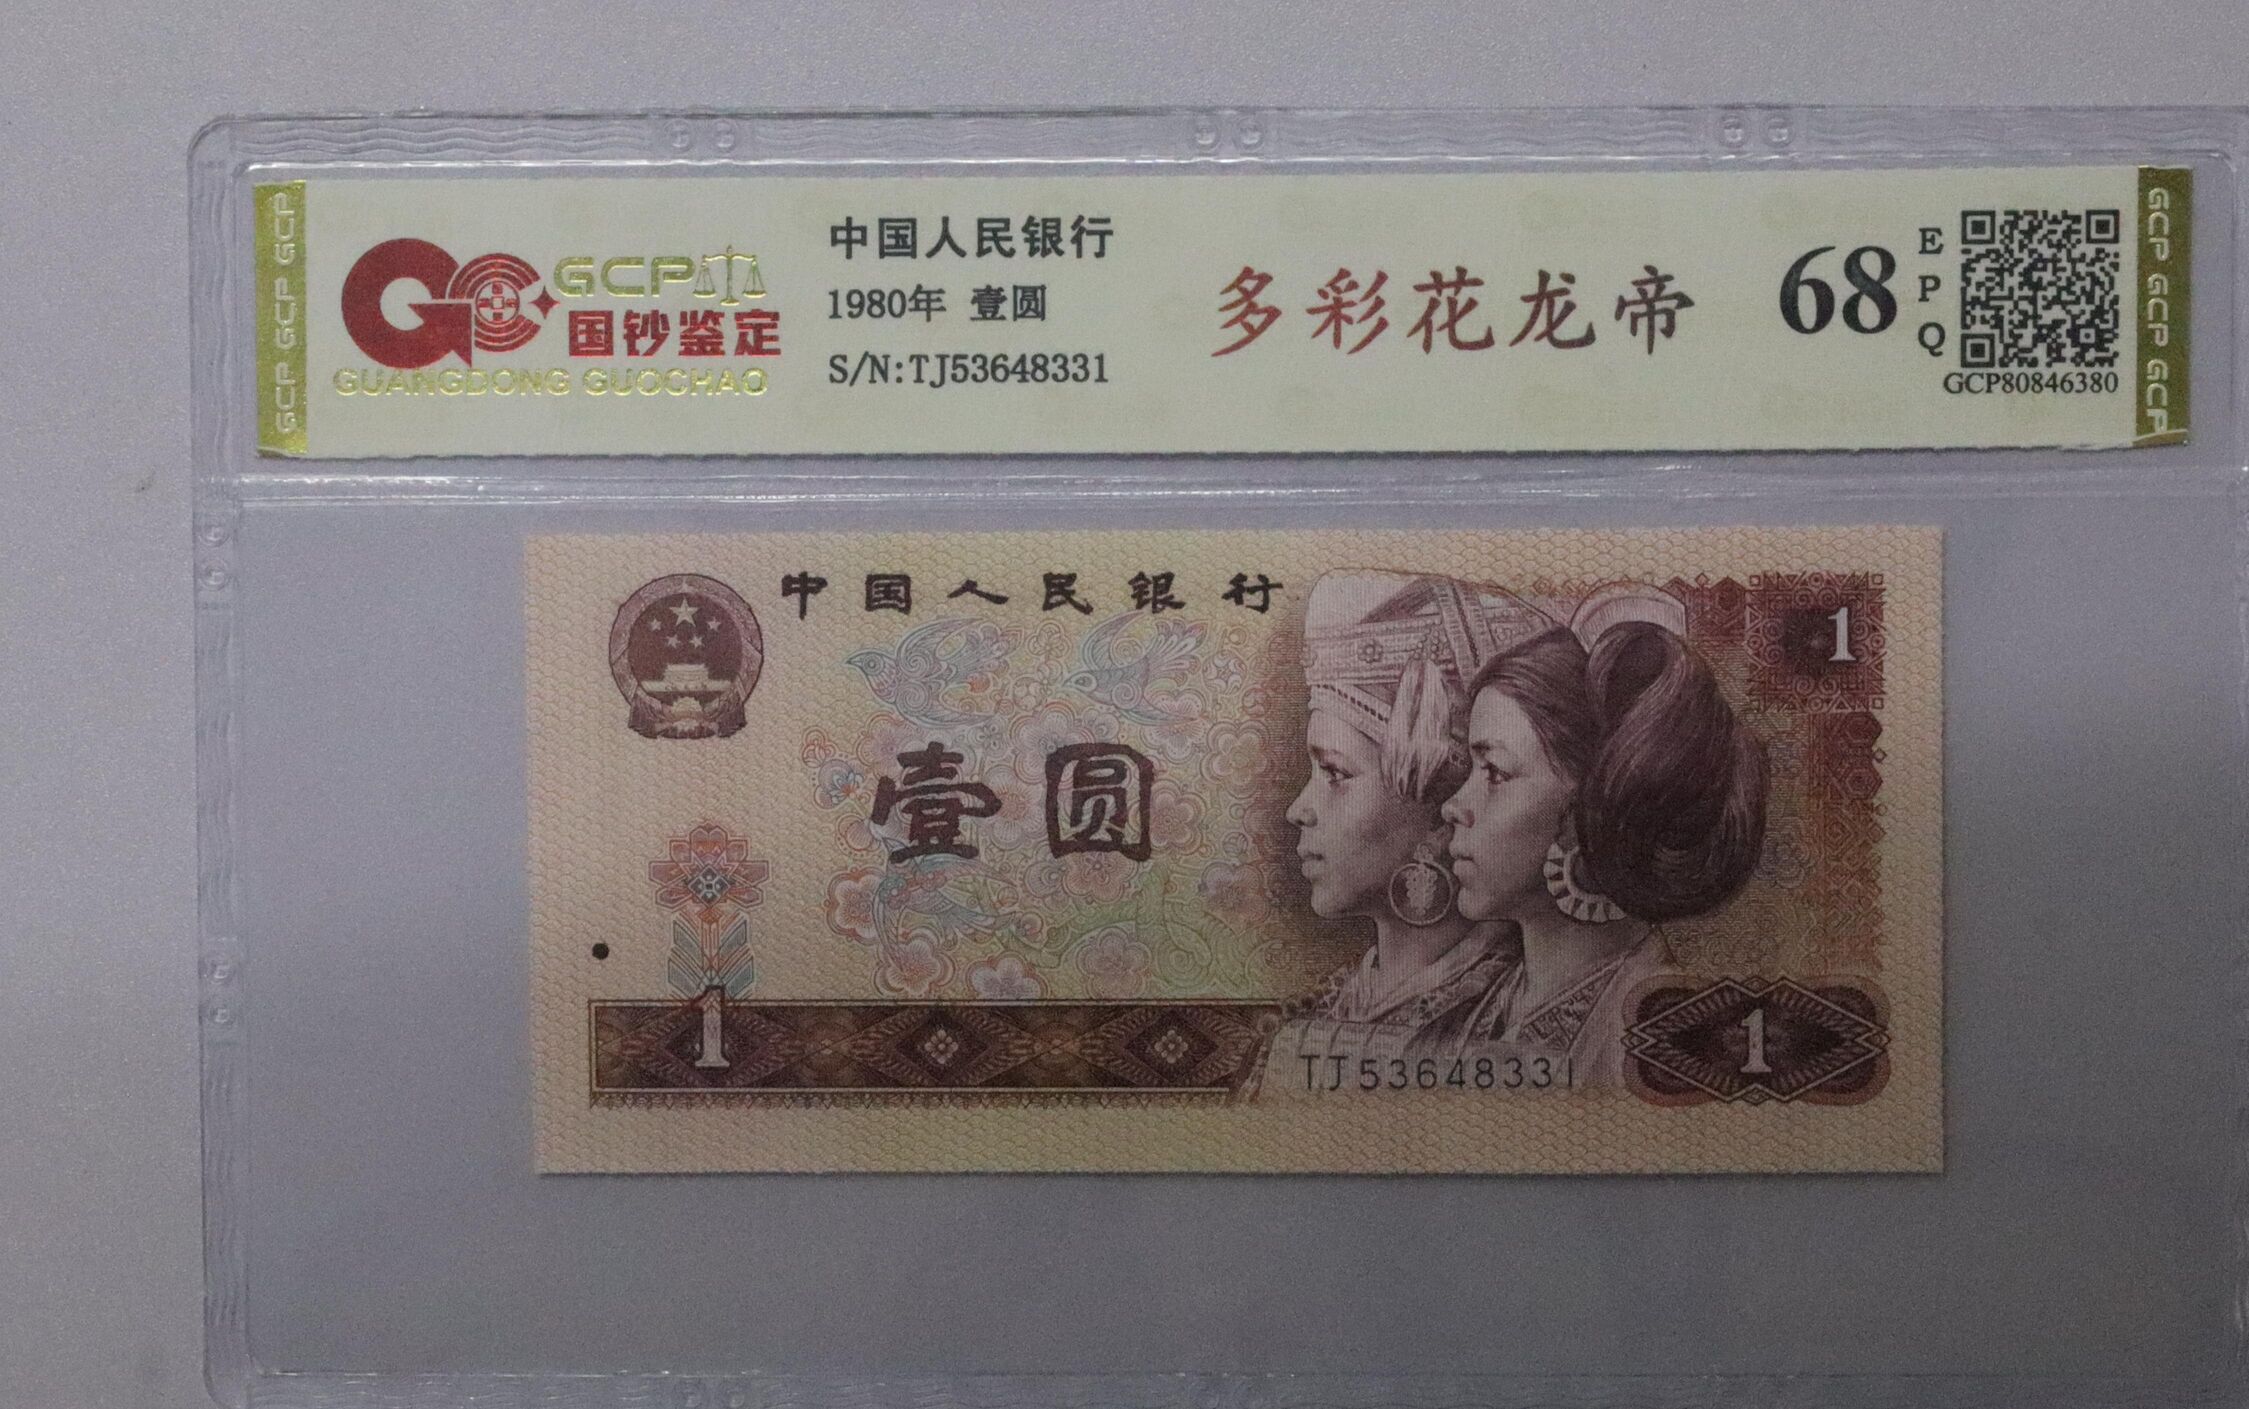 GCP GCP GCP
GCP
国钞鉴定
GUANGDONG GUOCHAO
中国人民银行
1980年 壹圆
S/N:TJ53648331
多彩花龙帝
68
EPQ
GCP80846380
GCP GCP GCP
中国人民银行
1
壹圆
1
TJ53648331
1